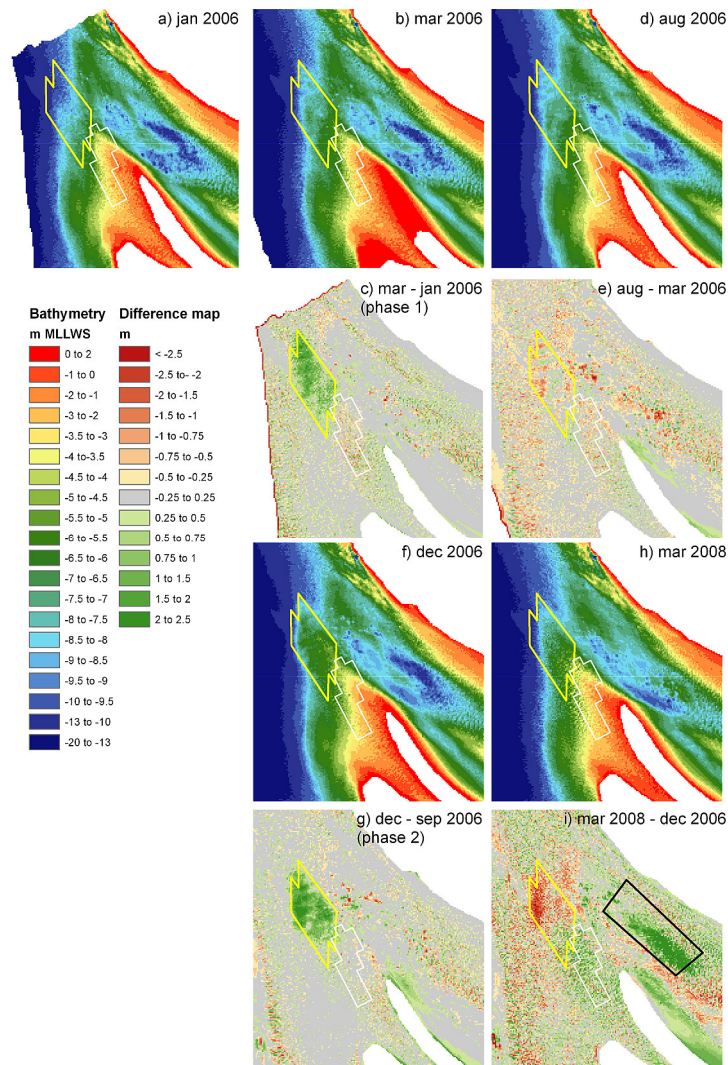 a) jan 2006
b) mar 2006
d) aug 2006
c) mar - jan 2006
(phase 1)
e) aug - mar 2006
Bathymetry
m MLLWS
0 to 2
-1 to 0
-2 to -1
-3 to -2
-3.5 to -3
-4 to-3.5
-4.5 to -4
-5 to -4.5
-5.5 to -5
-6 to -5.5
-6.5 to -6
-7 to -6.5
-7.5 to -7
-8 to -7.5
-8.5 to -8
-9 to -8.5
-9.5 to -9
-10 to -9.5
-13 to -10
-20 to -13
Difference map
m
< -2.5
-2.5 to- -2
-2 to -1.5
-1.5 to -1
-1 to -0.75
-0.75 to -0.5
-0.5 to -0.25
-0.25 to 0.25
0.25 to 0.5
0.5 to 0.75
0.75 to 1
1 to 1.5
1.5 to 2
2 to 2.5
f) dec 2006
h) mar 2008
g) dec - sep 2006
(phase 2)
i) mar 2008 - dec 2006